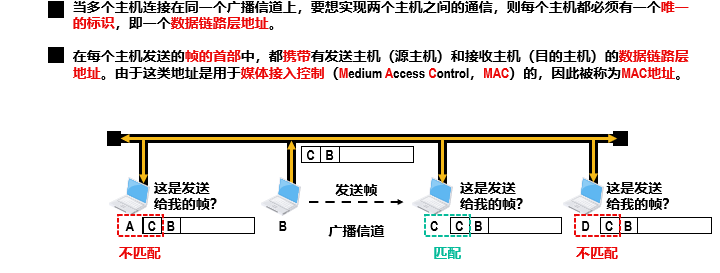 当多个主机连接在同一个广播信道上，要想实现两个主机之间的通信，则每个主机都必须有一个唯一
的标识，即一个数据链路层地址。
在每个主机发送的帧的首部中，都携带有发送主机（源主机）和接收主机（目的主机）的数据链路层
地址。由于这类地址是用于媒体接入控制（Medium Access Control，MAC）的，因此被称为MAC地址。
C B
这是发送
给我的帧？
发送帧
这是发送
给我的帧？
这是发送
给我的帧？
A C B
B
广播信道
C C B
D C B
不匹配
匹配
不匹配